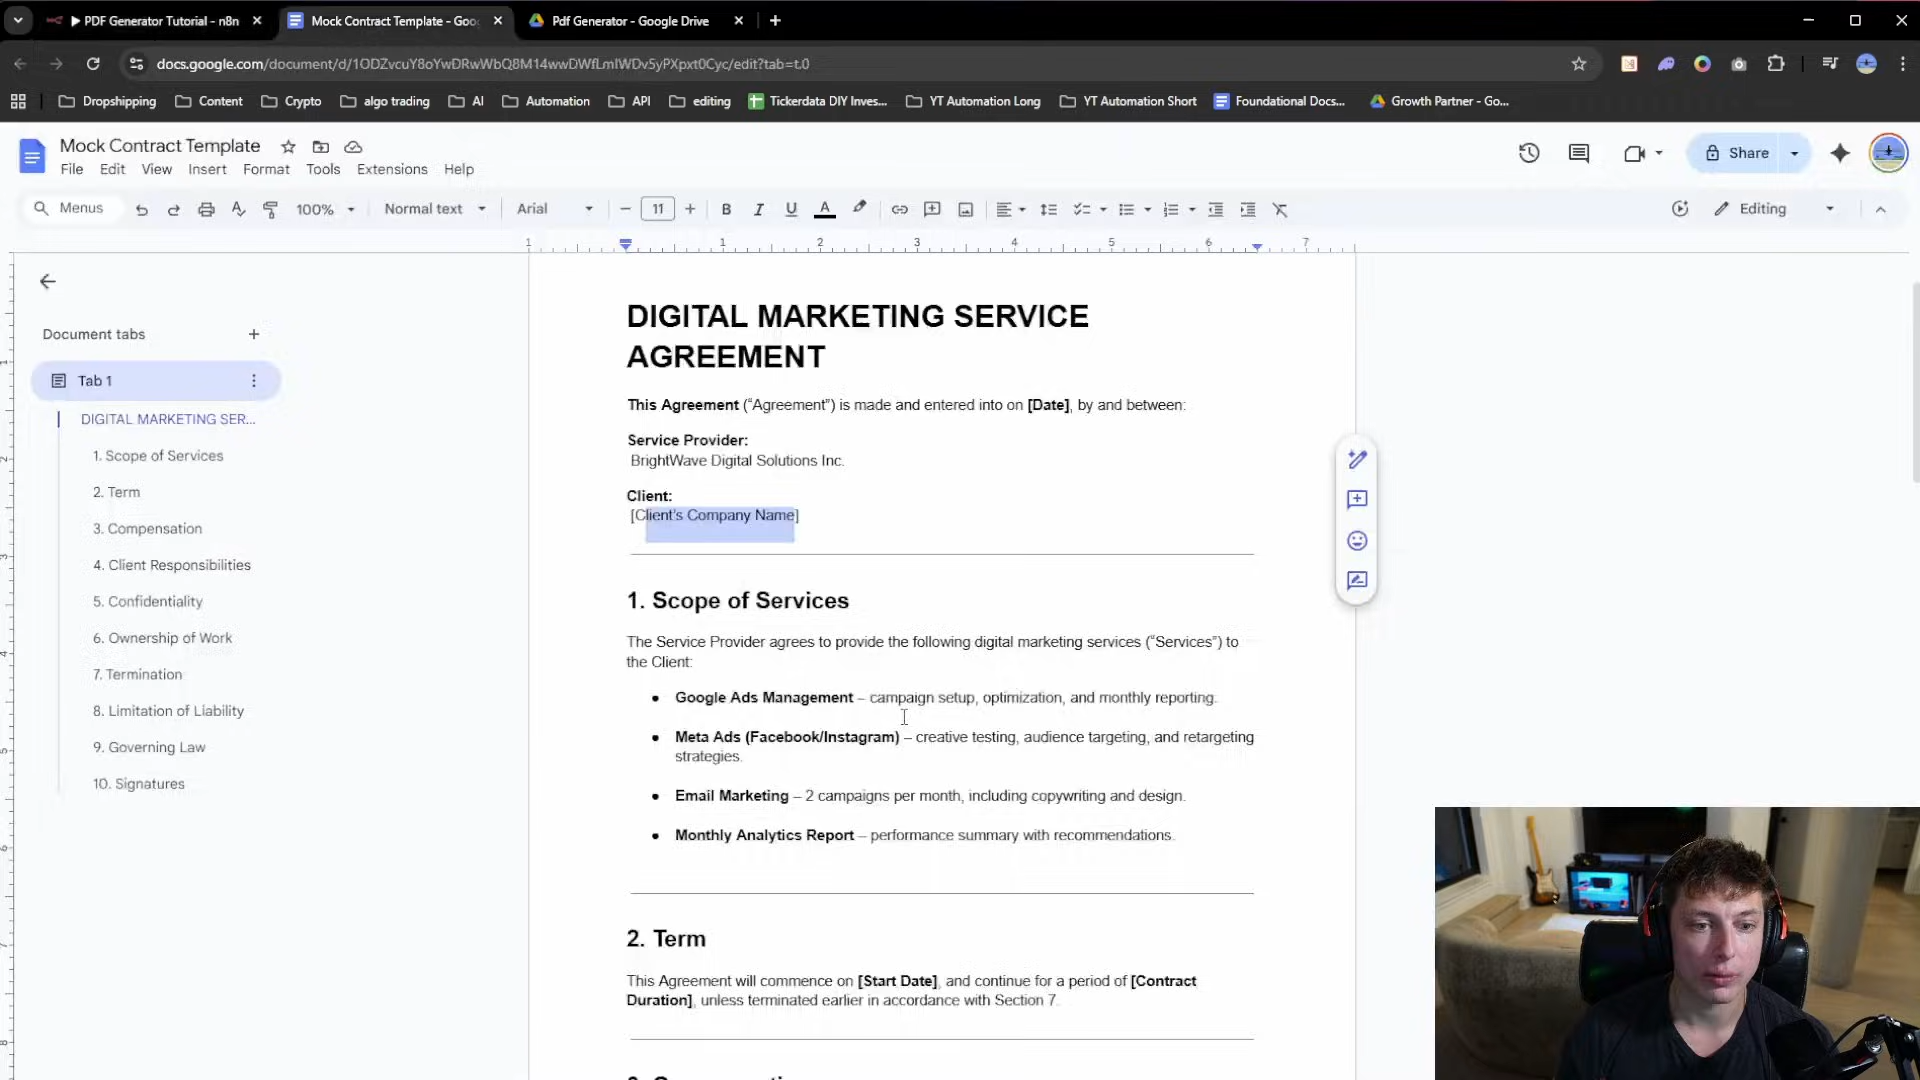 ▶ PDF Generator Tutorial - n8n
Mock Contract Template - Goo
Pdf Generator - Google Drive
docs.google.com/document/d/1ODZvcuY8oYwDRwWbQ8M14wwDWfLmIWDv5yPXpxt0Cyc/edit?tab=t.0
Dropshipping
Content
Crypto
algo trading
AI
Automation
API
editing
Tickerdata DIY Inves...
YT Automation Long
YT Automation Short
Foundational Docs...
Growth Partner - Go...
Mock Contract Template
File Edit View Insert Format Tools Extensions Help
Share
Menus
100%
Normal text
Arial
11
B I U A
Editing
1 1 2 3 4 5 6 7
Document tabs
Tab 1
DIGITAL MARKETING SER...
1. Scope of Services
2. Term
3. Compensation
4. Client Responsibilities
5. Confidentiality
6. Ownership of Work
7. Termination
8. Limitation of Liability
9. Governing Law
10. Signatures
DIGITAL MARKETING SERVICE
AGREEMENT
This Agreement (“Agreement”) is made and entered into on [Date], by and between:
Service Provider:
BrightWave Digital Solutions Inc.
Client:
[Client's Company Name]
1. Scope of Services
The Service Provider agrees to provide the following digital marketing services (“Services”) to
the Client:
● Google Ads Management – campaign setup, optimization, and monthly reporting.
● Meta Ads (Facebook/Instagram) – creative testing, audience targeting, and retargeting
strategies.
● Email Marketing – 2 campaigns per month, including copywriting and design.
● Monthly Analytics Report – performance summary with recommendations.
2. Term
This Agreement will commence on [Start Date], and continue for a period of [Contract
Duration], unless terminated earlier in accordance with Section 7.